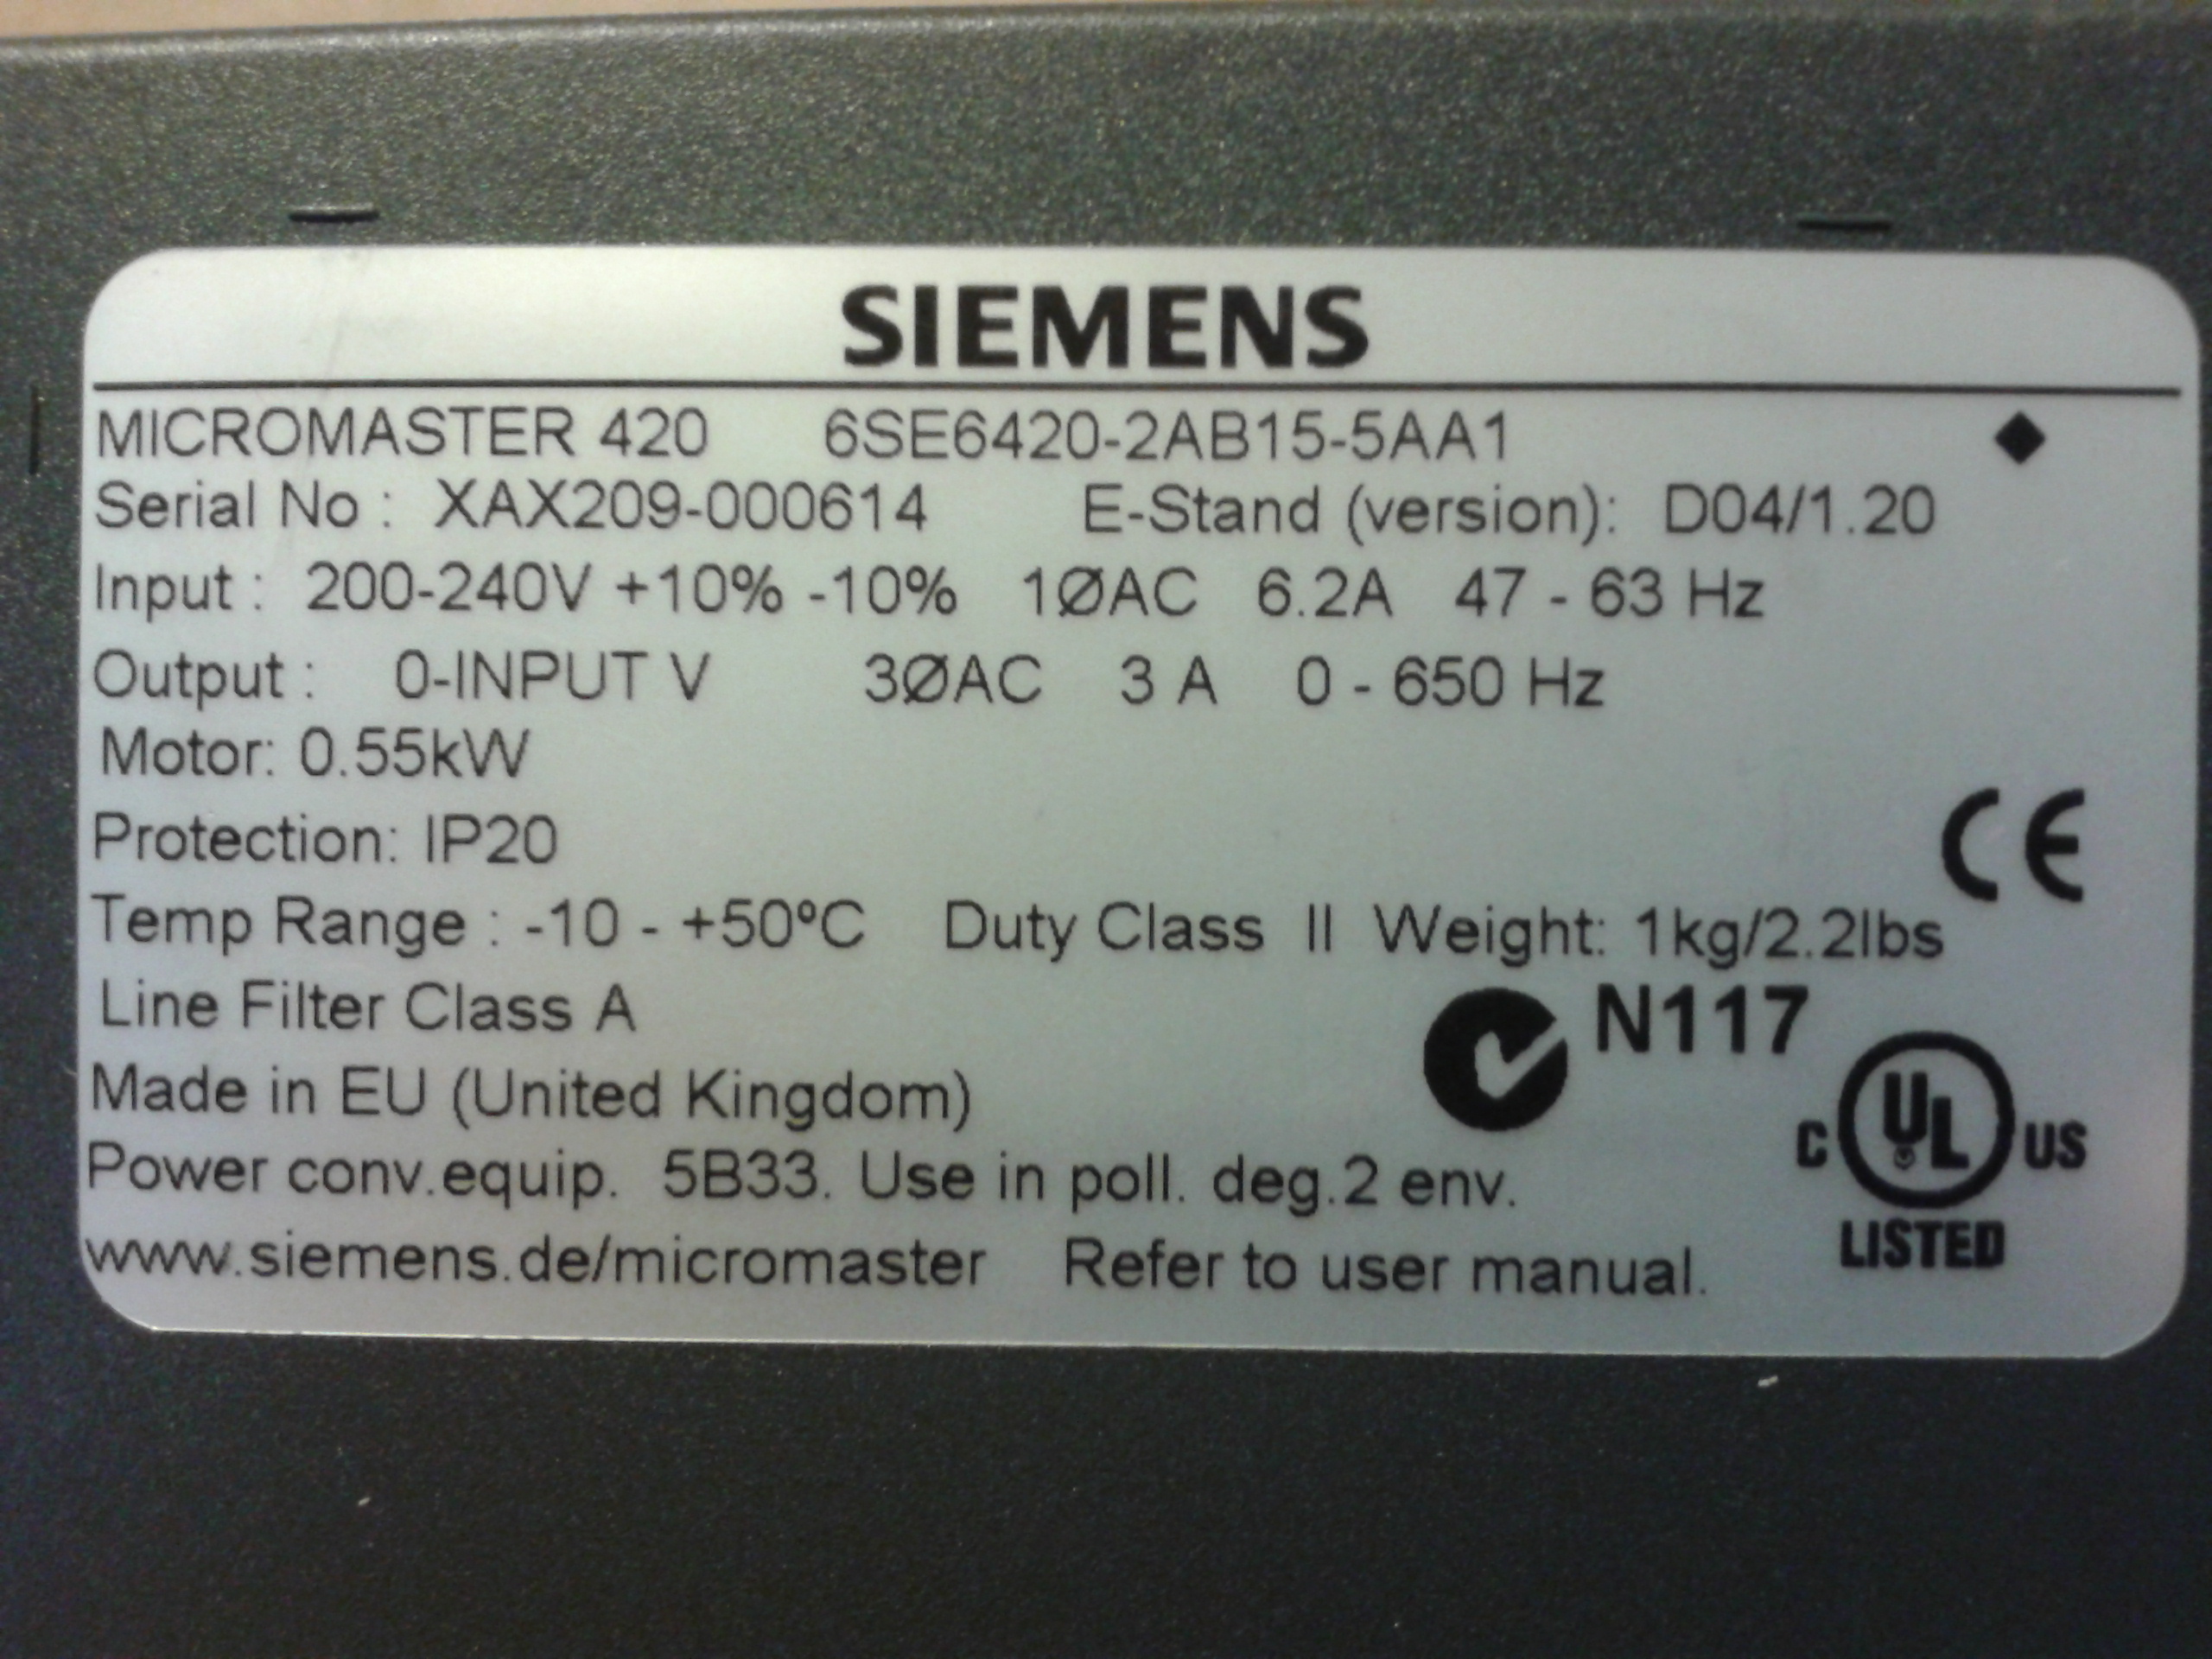 SIEMENS
MICROMASTER 420 6SE6420-2AB15-5AA1
Serial No : XAX209-000614 E-Stand (version): D04/1.20
Input : 200-240V +10% -10% 1ØAC 6.2A 47 - 63 Hz
Output : 0-INPUT V 3ØAC 3 A 0 - 650 Hz
Motor: 0.55kW
Protection: IP20
CE
Temp Range : -10 - +50ºC Duty Class II Weight: 1kg/2.2lbs
Line Filter Class A
N117
Made in EU (United Kingdom)
C UL US
Power conv.equip. 5B33. Use in poll. deg.2 env.
LISTED
www.siemens.de/micromaster Refer to user manual.